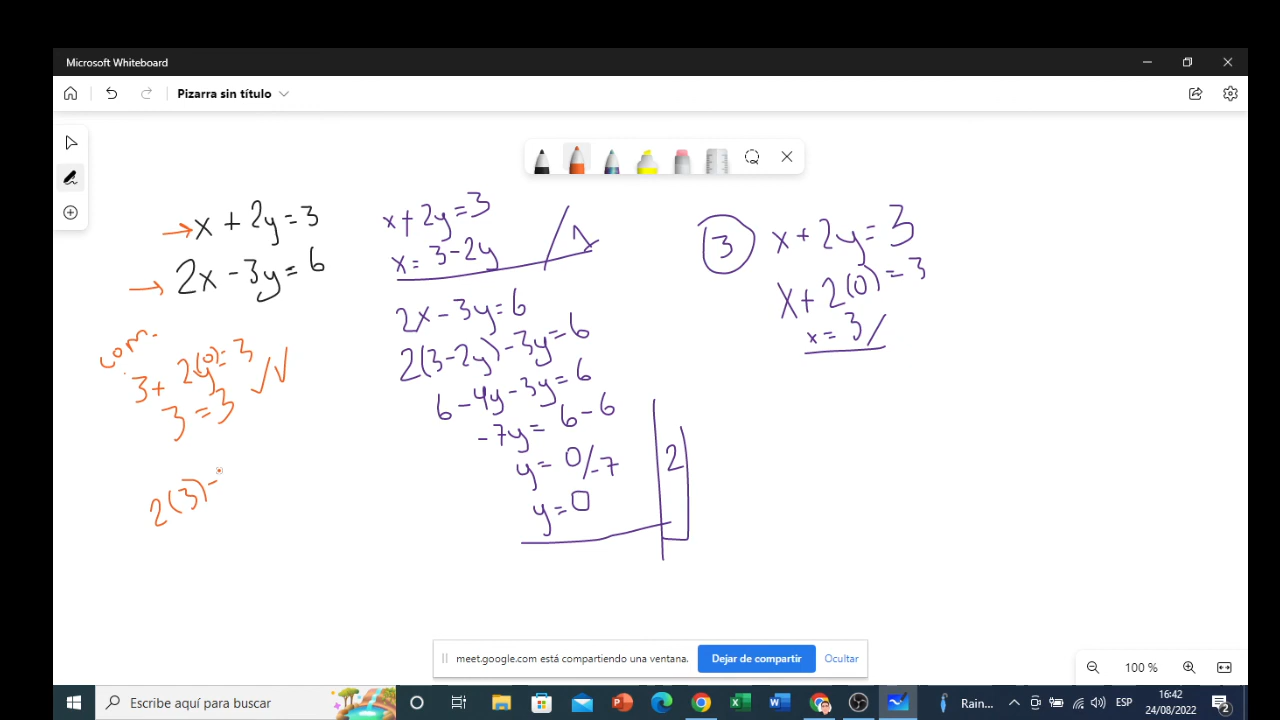 Microsoft Whiteboard
Pizarra sin título
x + 2y = 3
2x - 3y = 6
com.
3 + 2y(0) = 3
3 = 3 √
2(3) -
x + 2y = 3
x = 3 - 2y
1
2x - 3y = 6
2(3 - 2y) - 3y = 6
6 - 4y - 3y = 6
-7y = 6 - 6
y = 0/-7
y = 0
2
3
x + 2y = 3
x + 2(0) = 3
x = 3
meet.google.com está compartiendo una ventana.
Dejar de compartir
Ocultar
100 %
Escribe aquí para buscar
Rain...
ESP
16:42
24/08/2022
2